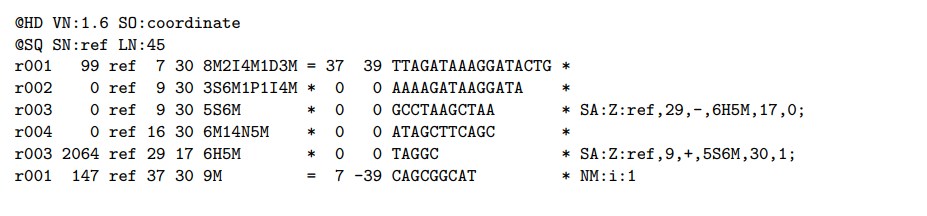 @HD VN:1.6 SO:coordinate
@SQ SN:ref LN:45
r001   99 ref  7 30 8M2I4M1D3M = 37  39 TTAGATAAAGGATACTG *
r002    0 ref  9 30 3S6M1P1I4M *  0   0 AAAAGATAAGGATA    *
r003    0 ref  9 30 5S6M       *  0   0 GCCTAAGCTAA       * SA:Z:ref,29,-,6H5M,17,0;
r004    0 ref 16 30 6M14N5M    *  0   0 ATAGCTTCAGC       *
r003 2064 ref 29 17 6H5M       *  0   0 TAGGC             * SA:Z:ref,9,+,5S6M,30,1;
r001  147 ref 37 30 9M         =  7 -39 CAGCGGCAT         * NM:i:1